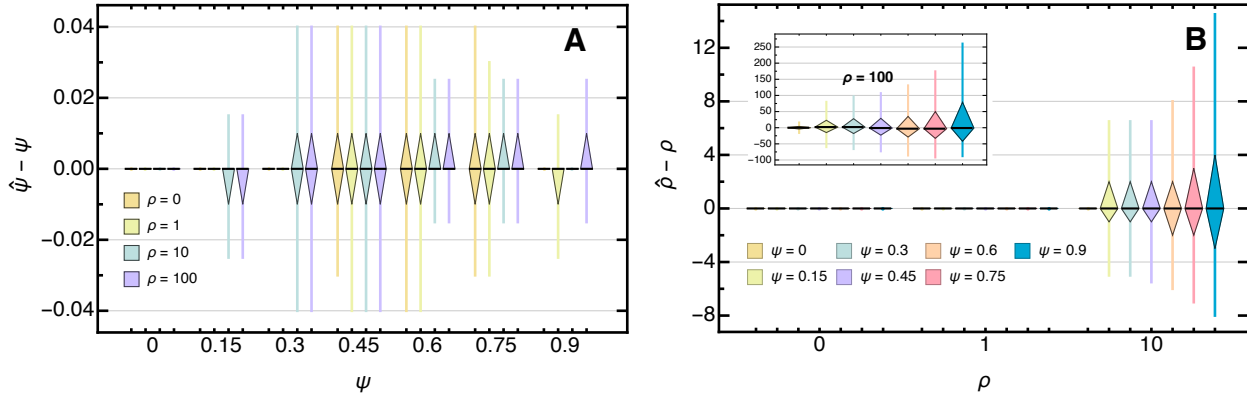 A
0.04
0.02
0.00
−0.02
−0.04
ψ̂ − ψ
ρ = 0
ρ = 1
ρ = 10
ρ = 100
0 0.15 0.3 0.45 0.6 0.75 0.9
ψ
B
12
8
4
0
−4
−8
ρ̂ − ρ
250
200
150
100
50
0
−50
−100
ρ = 100
ψ = 0 ψ = 0.3 ψ = 0.6 ψ = 0.9
ψ = 0.15 ψ = 0.45 ψ = 0.75
0 1 10
ρ